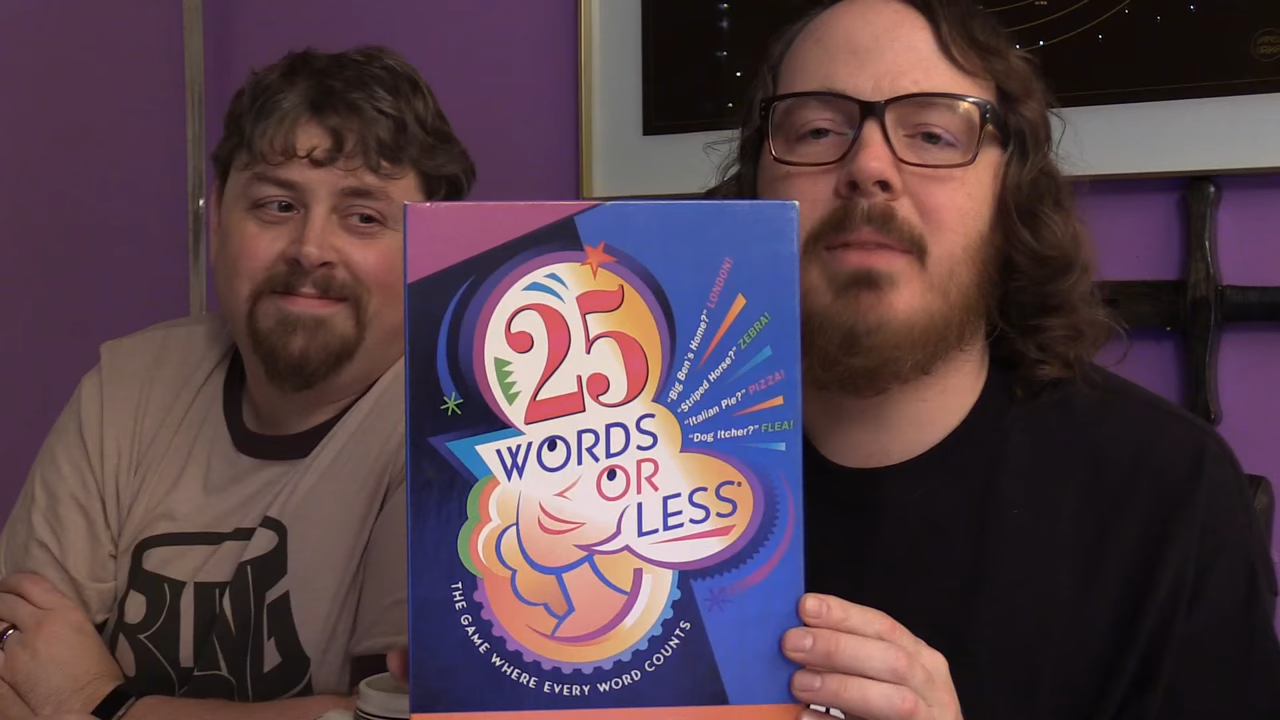 25
WORDS
OR
LESS
"Big Ben's Home?" LONDON!
"Striped Horse?" ZEBRA!
"Italian Pie?" PIZZA!
"Dog Itcher?" FLEA!
THE GAME WHERE EVERY WORD COUNTS